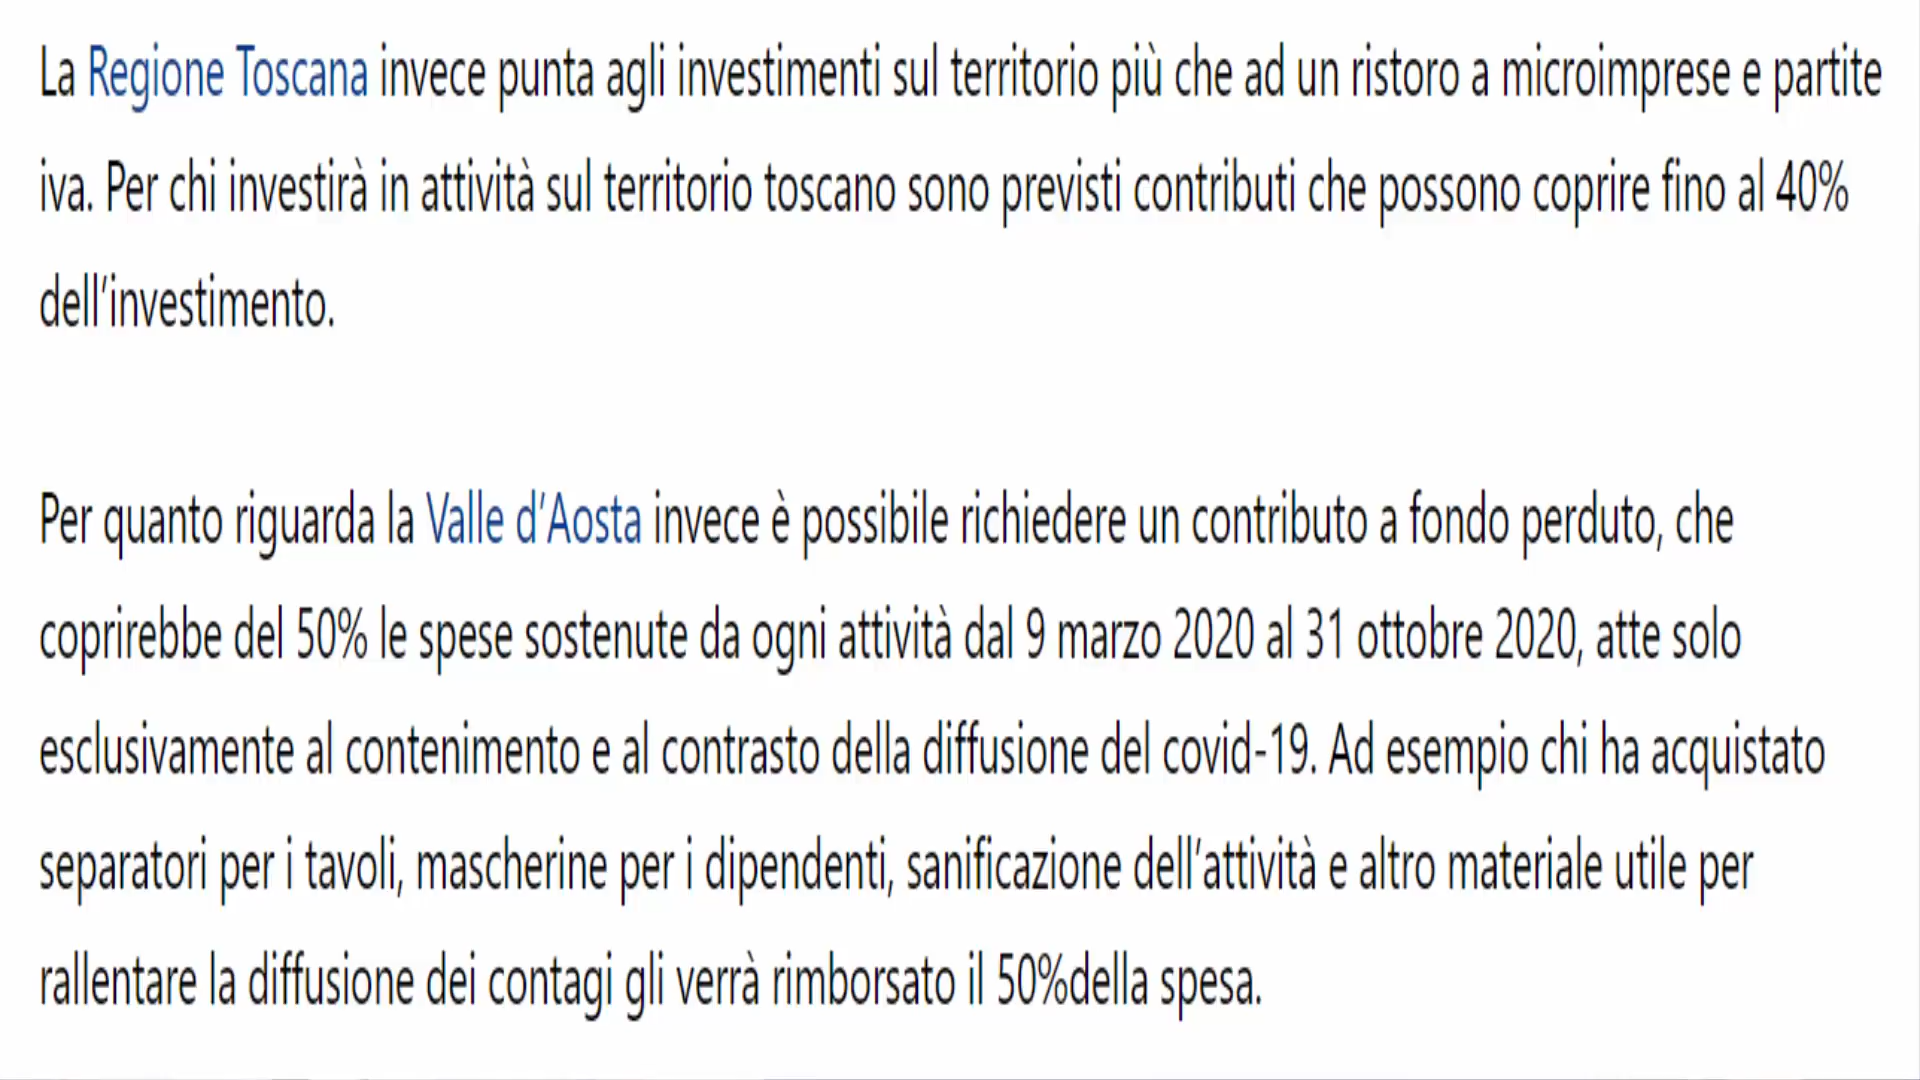 La Regione Toscana invece punta agli investimenti sul territorio più che ad un ristoro a microimprese e partite
iva. Per chi investirà in attività sul territorio toscano sono previsti contributi che possono coprire fino al 40%
dell’investimento.
Per quanto riguarda la Valle d’Aosta invece è possibile richiedere un contributo a fondo perduto, che
coprirebbe del 50% le spese sostenute da ogni attività dal 9 marzo 2020 al 31 ottobre 2020, atte solo
esclusivamente al contenimento e al contrasto della diffusione del covid-19. Ad esempio chi ha acquistato
separatori per i tavoli, mascherine per i dipendenti, sanificazione dell’attività e altro materiale utile per
rallentare la diffusione dei contagi gli verrà rimborsato il 50%della spesa.